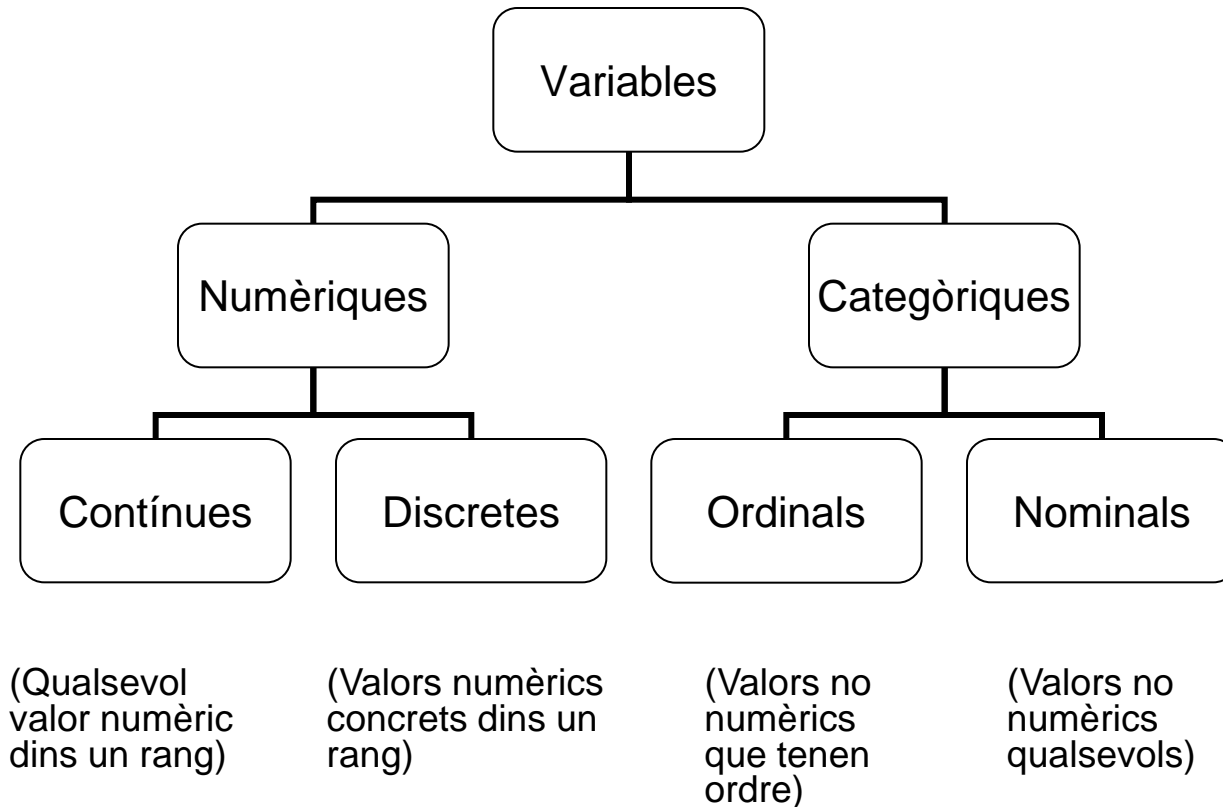 Variables
Numèriques
Categòriques
Contínues
Discretes
Ordinals
Nominals
(Qualsevol
valor numèric
dins un rang)
(Valors numèrics
concrets dins un
rang)
(Valors no
numèrics
que tenen
ordre)
(Valors no
numèrics
qualsevols)